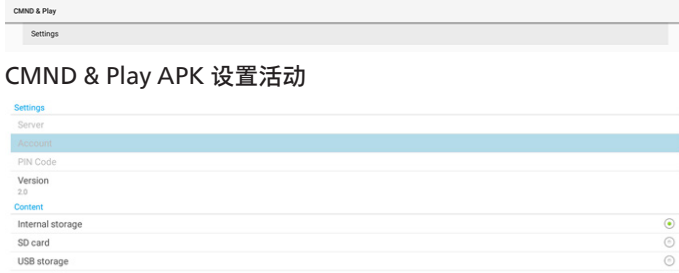 CMND & Play
Settings
CMND & Play APK 设置活动
Settings
Server
Account
PIN Code
Version
2.0
Content
Internal storage
SD card
USB storage